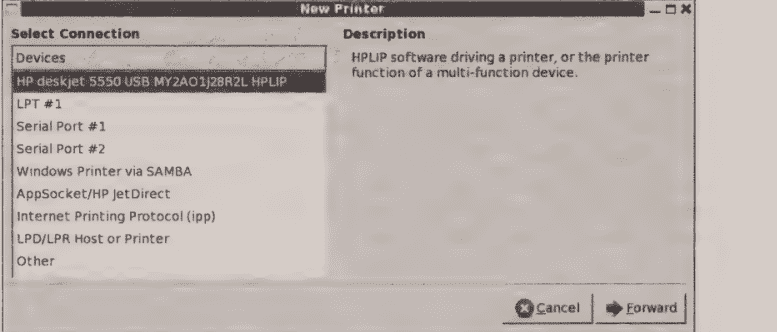 New Printer
Select Connection
Devices
HP deskjet 5550 USB MY2AO1J28R2L HPLIP
LPT #1
Serial Port #1
Serial Port #2
Windows Printer via SAMBA
AppSocket/HP JetDirect
Internet Printing Protocol (ipp)
LPD/LPR Host or Printer
Other
Description
HPLIP software driving a printer, or the printer
function of a multi-function device.
Cancel
Forward